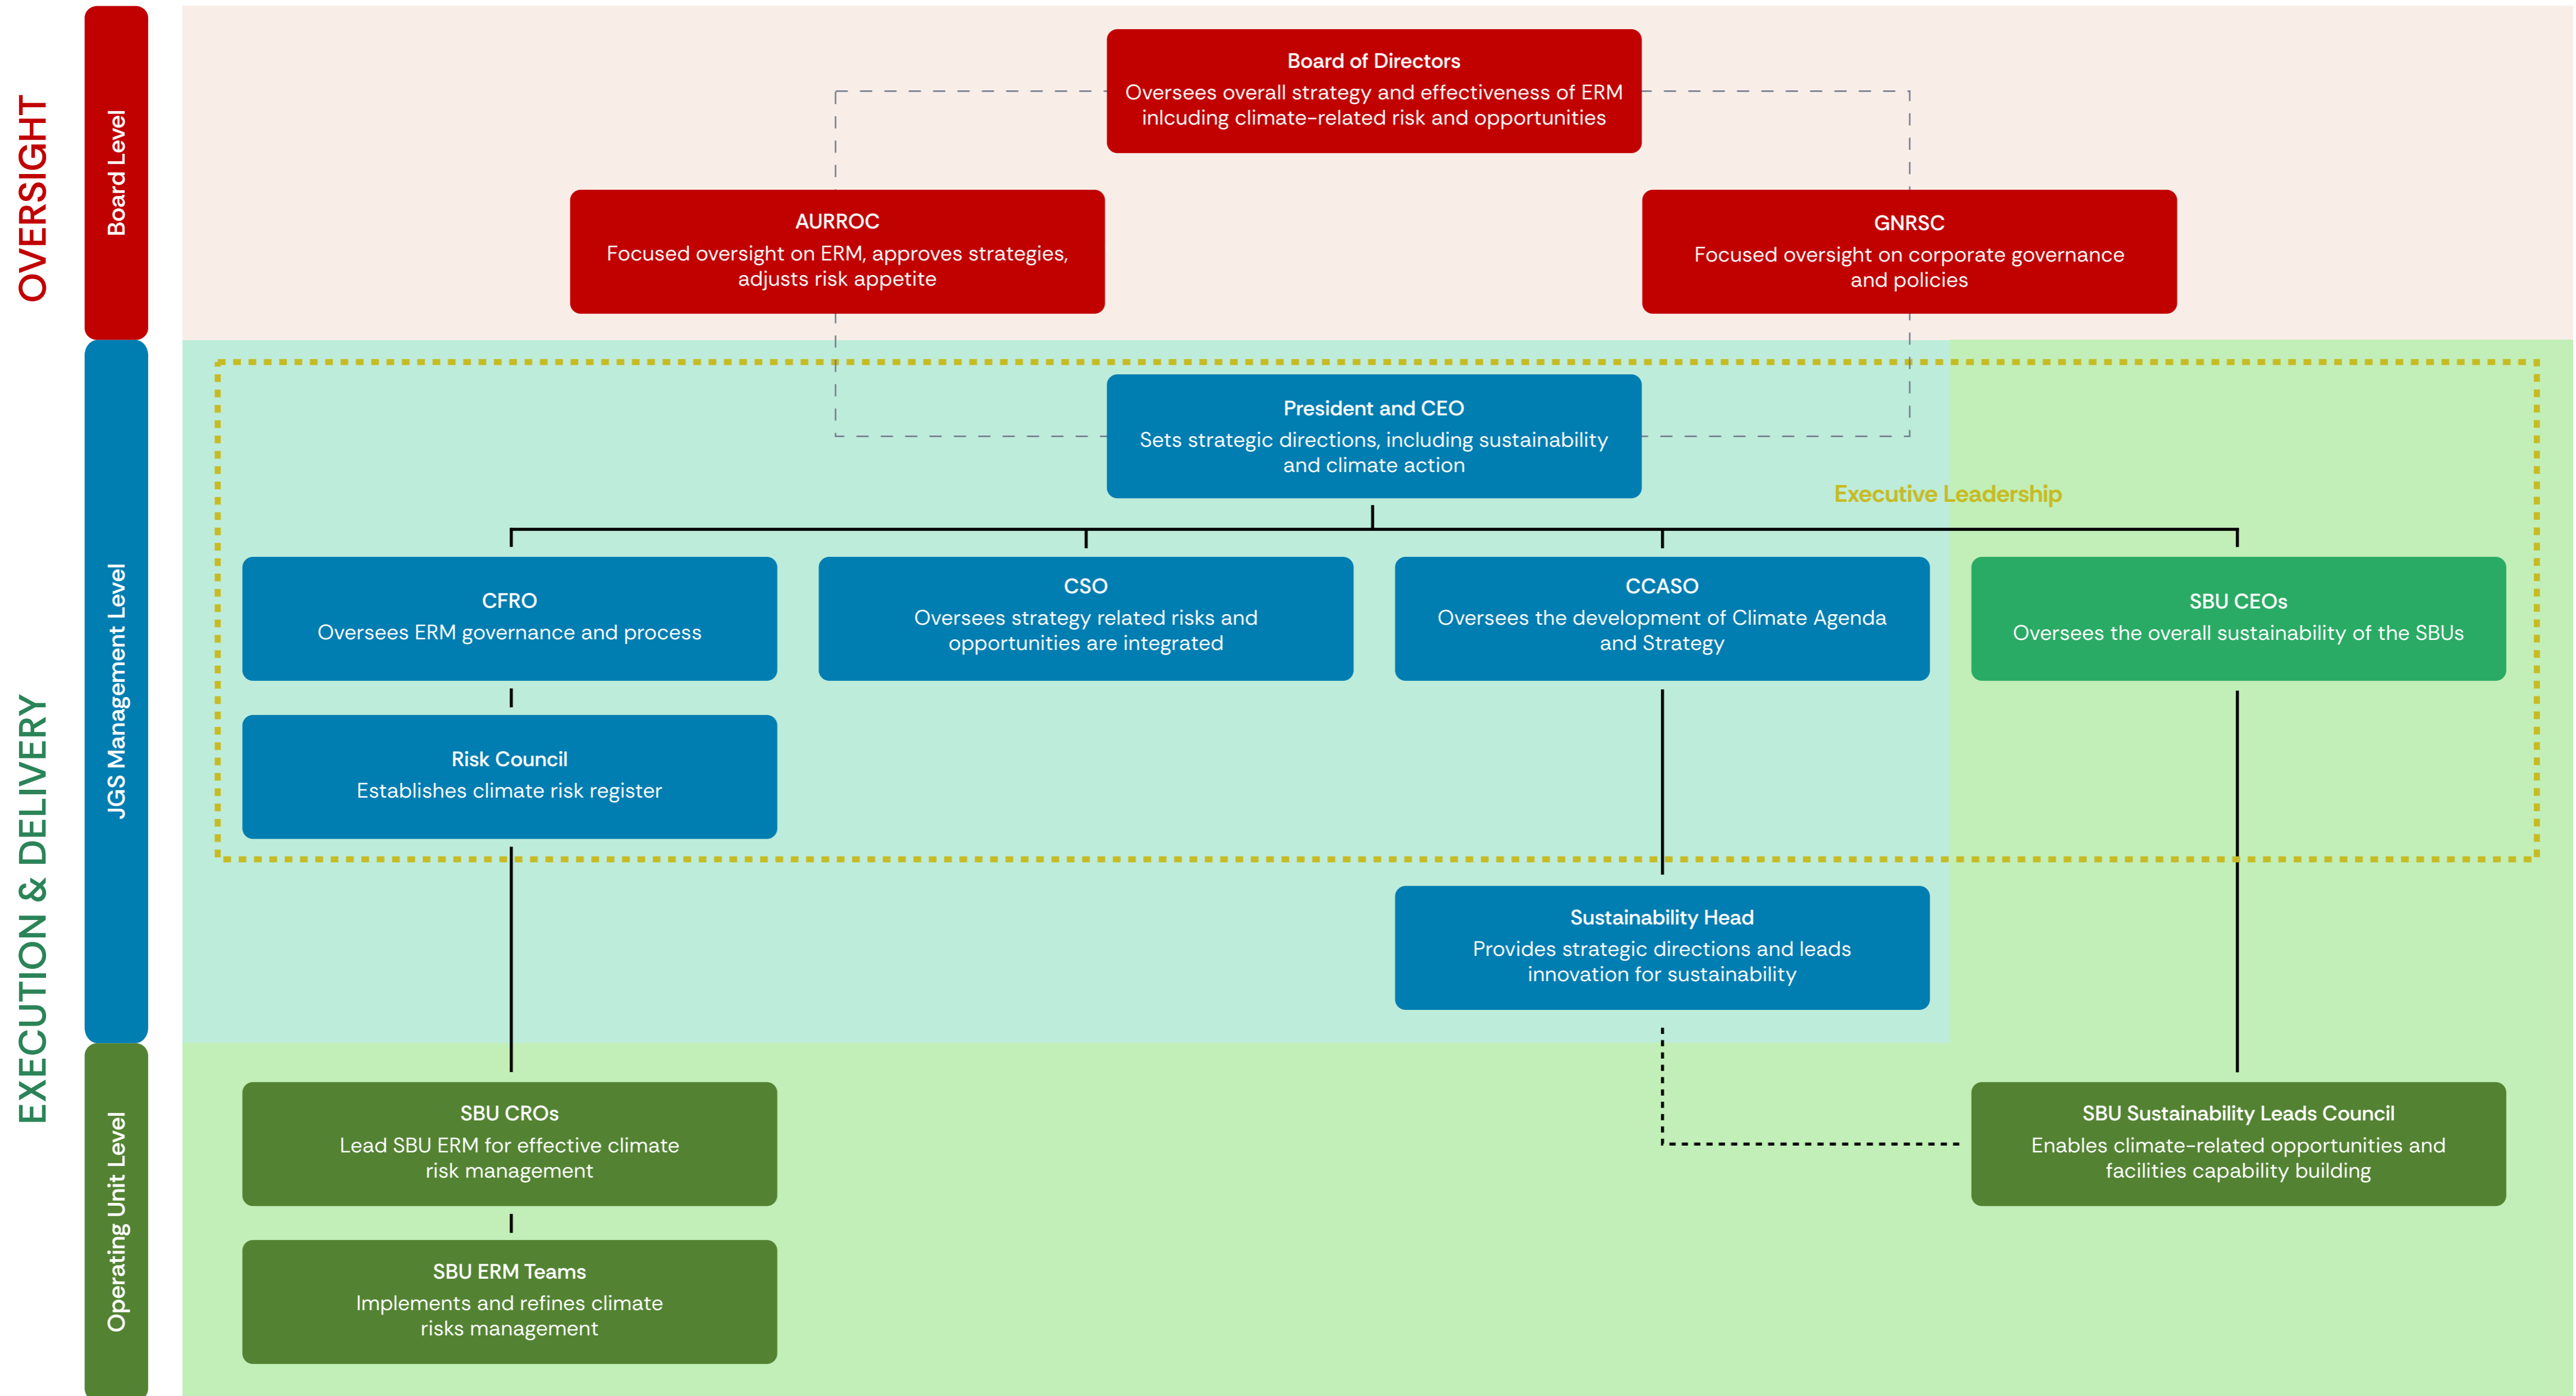 OVERSIGHT
Board Level
Board of Directors
Oversees overall strategy and effectiveness of ERM
inlcuding climate-related risk and opportunities
AURROC
Focused oversight on ERM, approves strategies,
adjusts risk appetite
GNRSC
Focused oversight on corporate governance
and policies
EXECUTION & DELIVERY
JGS Management Level
President and CEO
Sets strategic directions, including sustainability
and climate action
Executive Leadership
CFRO
Oversees ERM governance and process
CSO
Oversees strategy related risks and
opportunities are integrated
CCASO
Oversees the development of Climate Agenda
and Strategy
SBU CEOs
Oversees the overall sustainability of the SBUs
Risk Council
Establishes climate risk register
Sustainability Head
Provides strategic directions and leads
innovation for sustainability
Operating Unit Level
SBU CROs
Lead SBU ERM for effective climate
risk management
SBU Sustainability Leads Council
Enables climate-related opportunities and
facilities capability building
SBU ERM Teams
Implements and refines climate
risks management